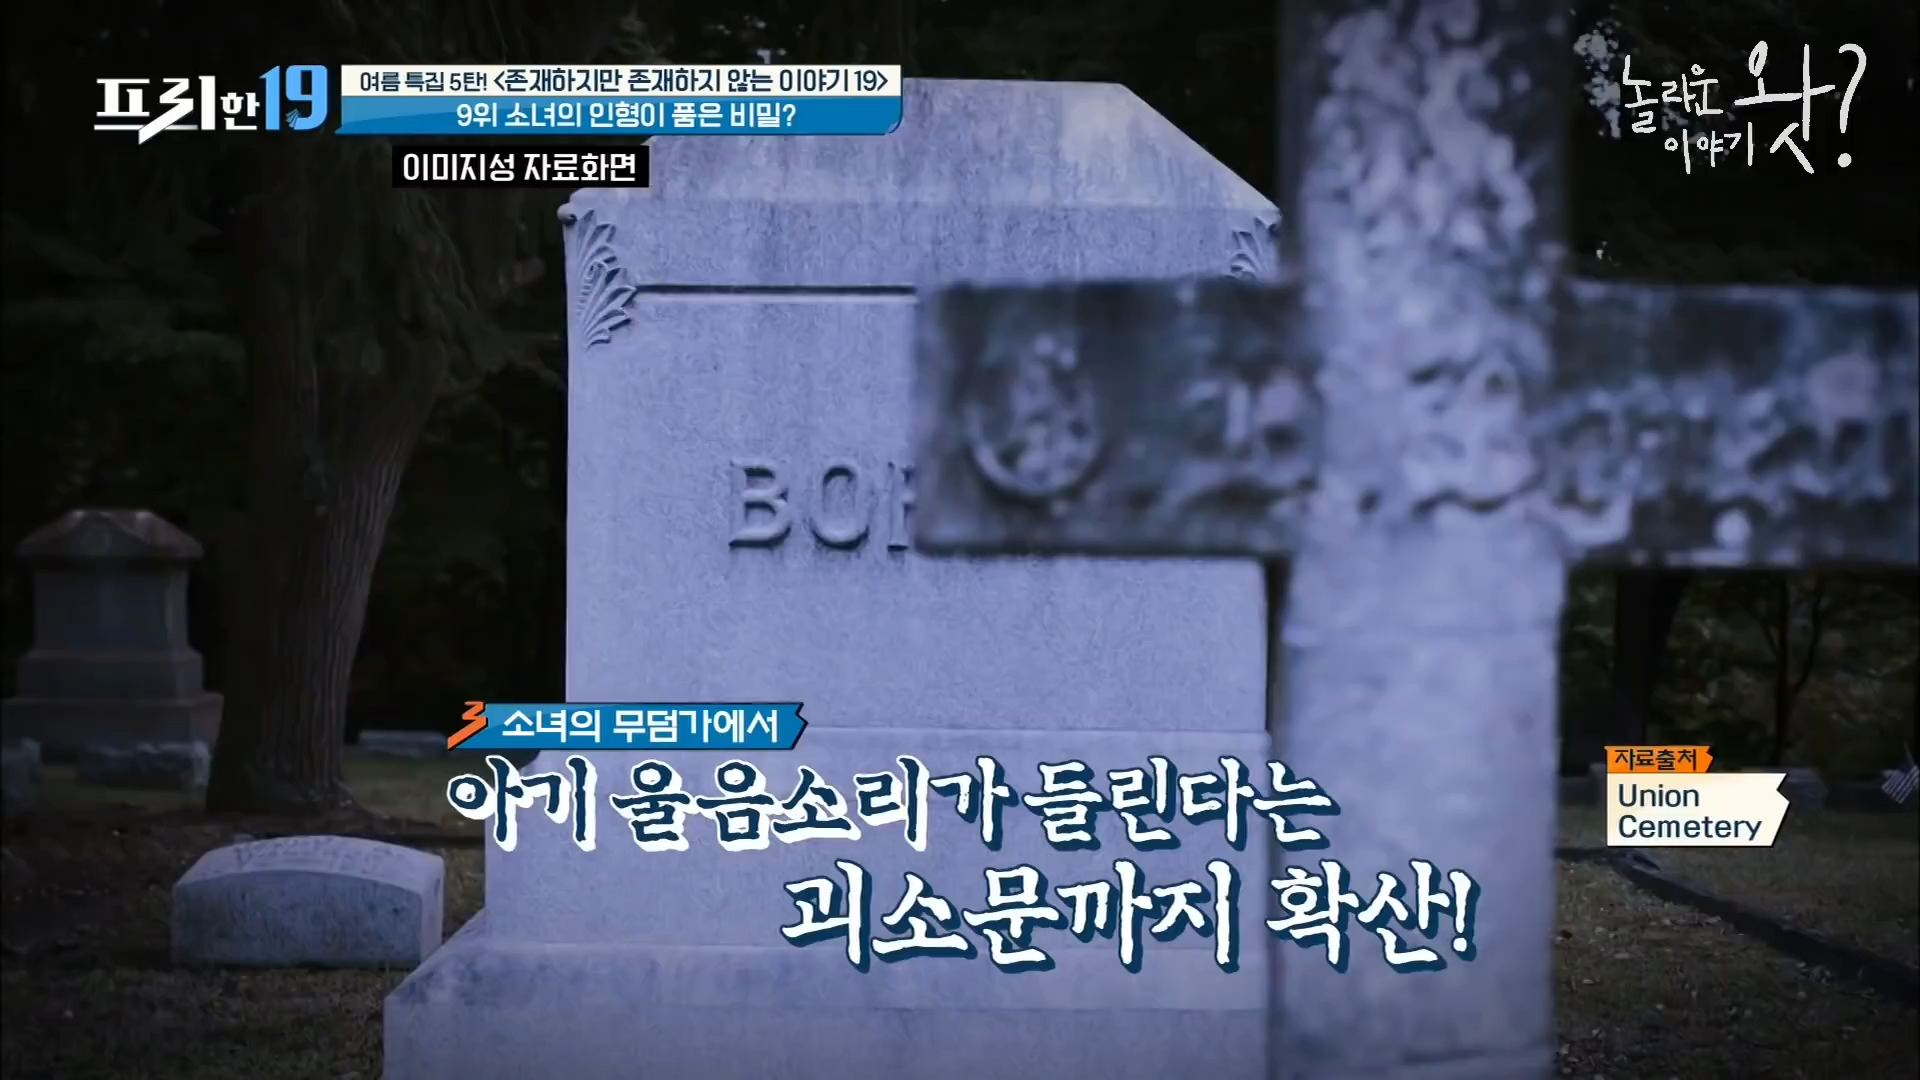 프리한19
여름 특집 5탄! <존재하지만 존재하지 않는 이야기 19>
9위 소녀의 인형이 품은 비밀?
이미지성 자료화면
놀라운
이야기
왓?
소녀의 무덤가에서
아기 울음소리가 들린다는
괴소문까지 확산!
자료출처
Union
Cemetery